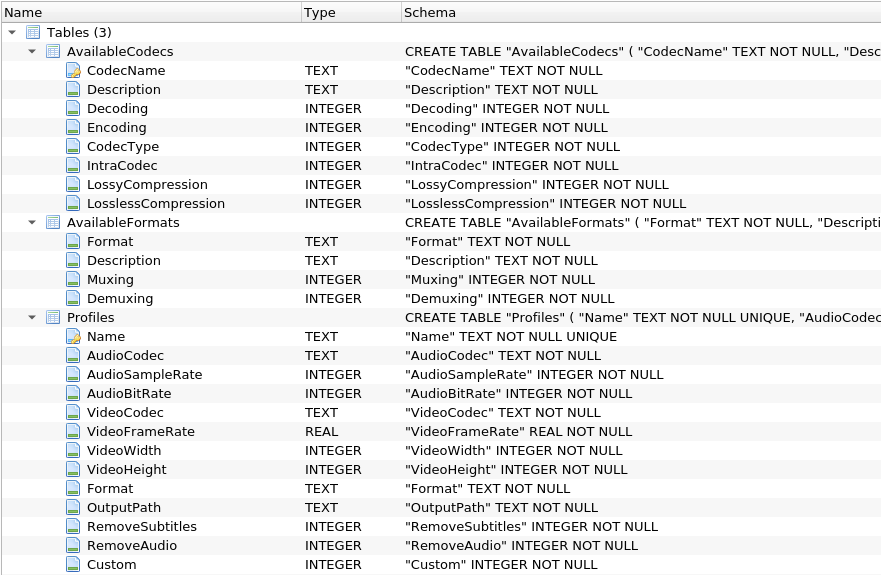 Name Type Schema
Tables (3)
AvailableCodecs CREATE TABLE "AvailableCodecs" ( "CodecName" TEXT NOT NULL, "Desc
CodecName TEXT "CodecName" TEXT NOT NULL
Description TEXT "Description" TEXT NOT NULL
Decoding INTEGER "Decoding" INTEGER NOT NULL
Encoding INTEGER "Encoding" INTEGER NOT NULL
CodecType INTEGER "CodecType" INTEGER NOT NULL
IntraCodec INTEGER "IntraCodec" INTEGER NOT NULL
LossyCompression INTEGER "LossyCompression" INTEGER NOT NULL
LosslessCompression INTEGER "LosslessCompression" INTEGER NOT NULL
AvailableFormats CREATE TABLE "AvailableFormats" ( "Format" TEXT NOT NULL, "Descripti
Format TEXT "Format" TEXT NOT NULL
Description TEXT "Description" TEXT NOT NULL
Muxing INTEGER "Muxing" INTEGER NOT NULL
Demuxing INTEGER "Demuxing" INTEGER NOT NULL
Profiles CREATE TABLE "Profiles" ( "Name" TEXT NOT NULL UNIQUE, "AudioCodec
Name TEXT "Name" TEXT NOT NULL UNIQUE
AudioCodec TEXT "AudioCodec" TEXT NOT NULL
AudioSampleRate INTEGER "AudioSampleRate" INTEGER NOT NULL
AudioBitRate INTEGER "AudioBitRate" INTEGER NOT NULL
VideoCodec TEXT "VideoCodec" TEXT NOT NULL
VideoFrameRate REAL "VideoFrameRate" REAL NOT NULL
VideoWidth INTEGER "VideoWidth" INTEGER NOT NULL
VideoHeight INTEGER "VideoHeight" INTEGER NOT NULL
Format TEXT "Format" TEXT NOT NULL
OutputPath TEXT "OutputPath" TEXT NOT NULL
RemoveSubtitles INTEGER "RemoveSubtitles" INTEGER NOT NULL
RemoveAudio INTEGER "RemoveAudio" INTEGER NOT NULL
Custom INTEGER "Custom" INTEGER NOT NULL